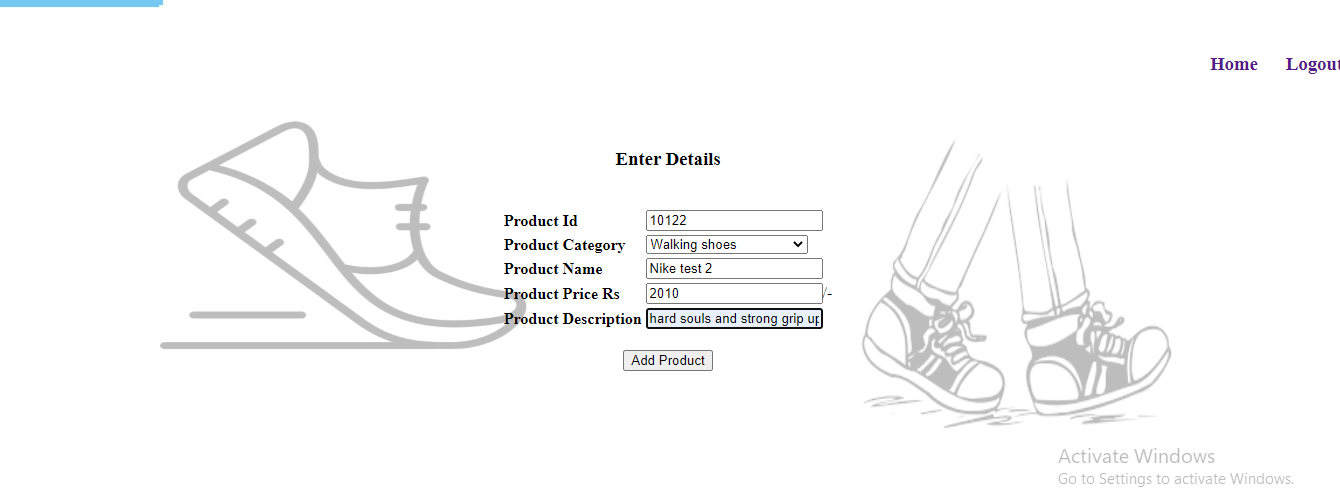 Home Logout
Enter Details
Product Id 10122
Product Category Walking shoes
Product Name Nike test 2
Product Price Rs 2010 /-
Product Description hard souls and strong grip up
Add Product
Activate Windows
Go to Settings to activate Windows.